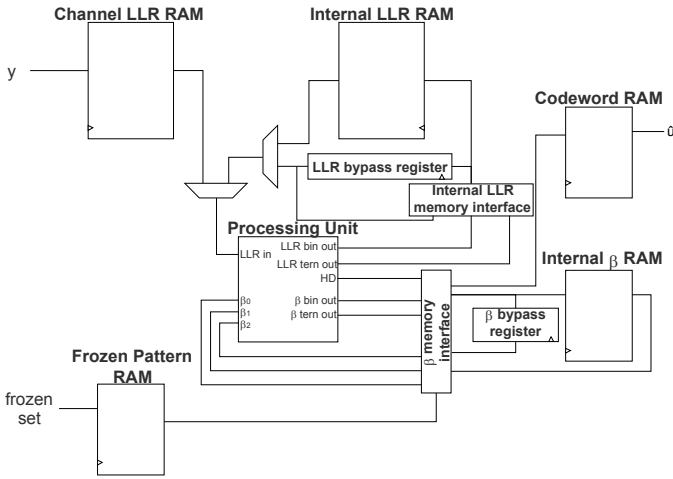 Channel LLR RAM
Internal LLR RAM
y
Codeword RAM
û
LLR bypass register
Internal LLR
memory interface
Processing Unit
LLR in
LLR bin out
LLR tern out
HD
β bin out
β tern out
β0
β1
β2
β memory
interface
Internal β RAM
β bypass
register
Frozen Pattern
RAM
frozen
set